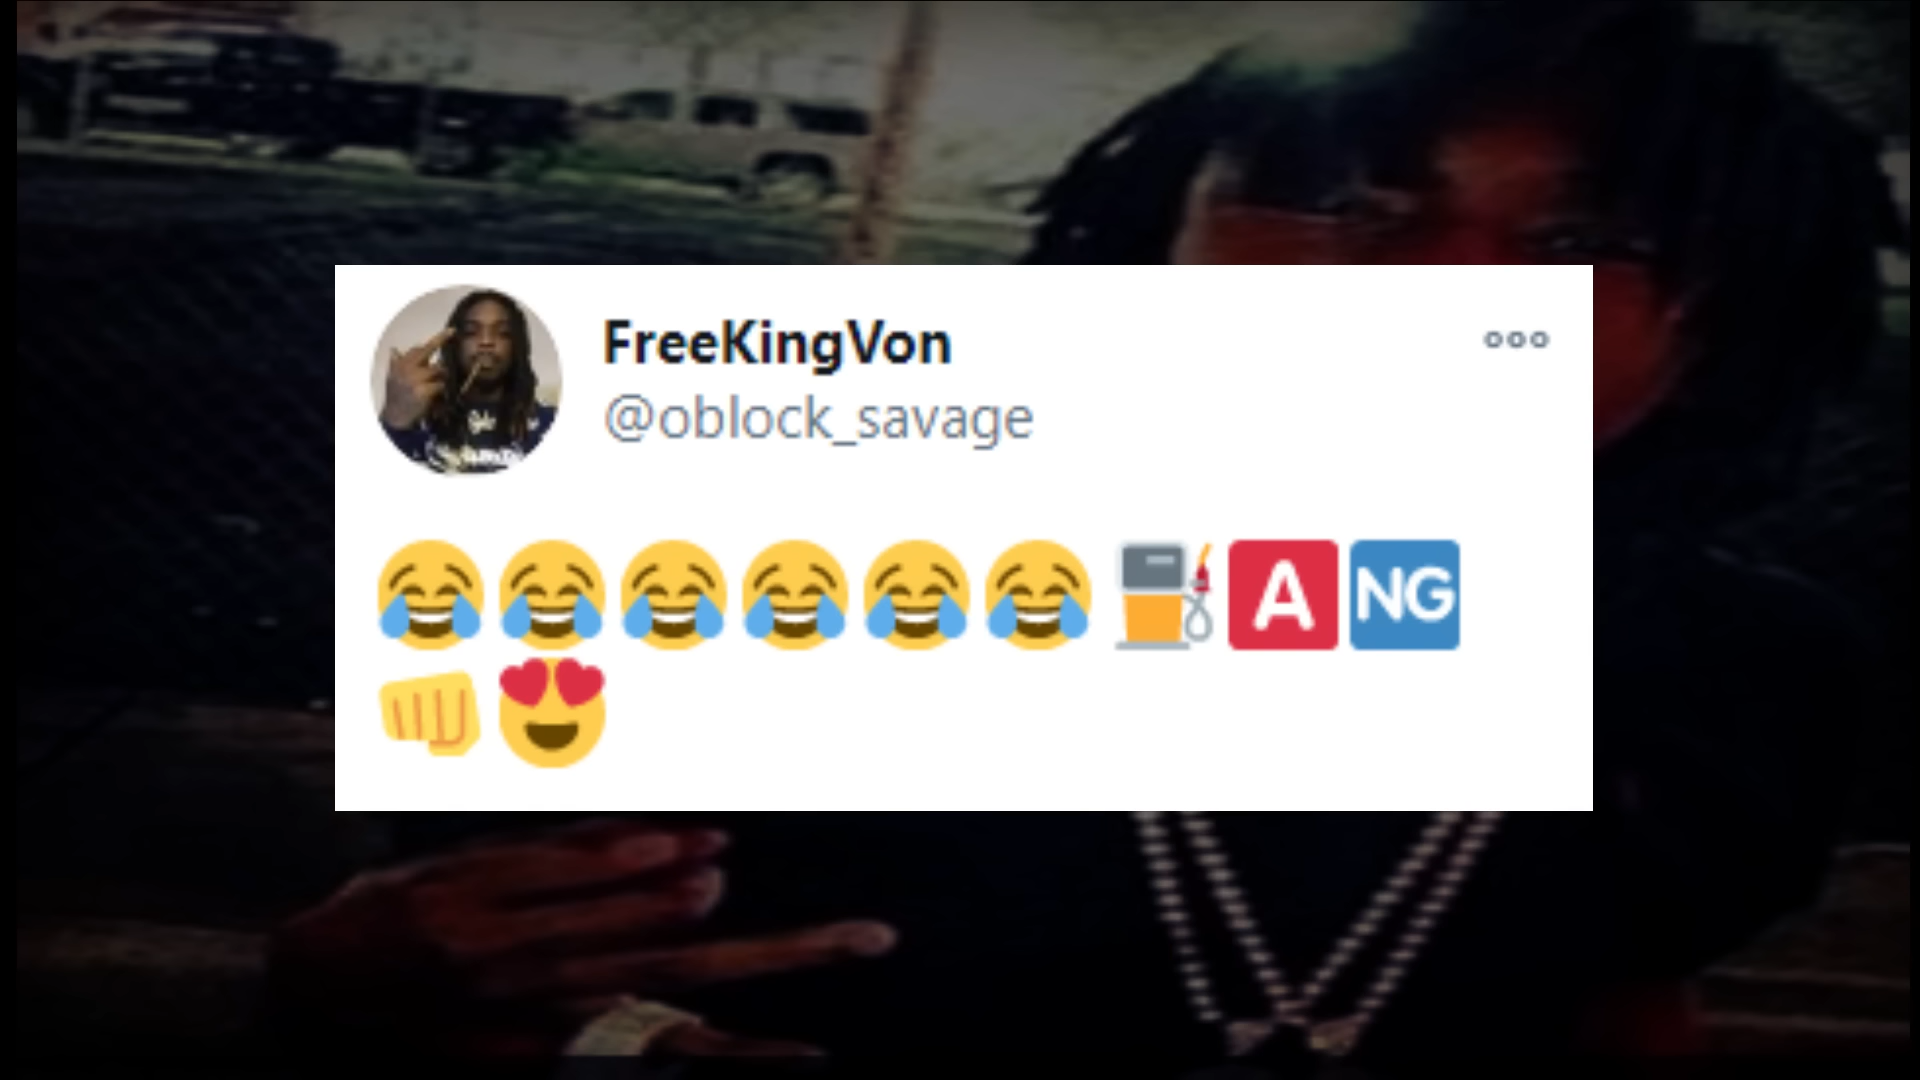 FreeKingVon
@oblock_savage
😂😂😂😂😂😂 ⛽🅰🆖
👊😍